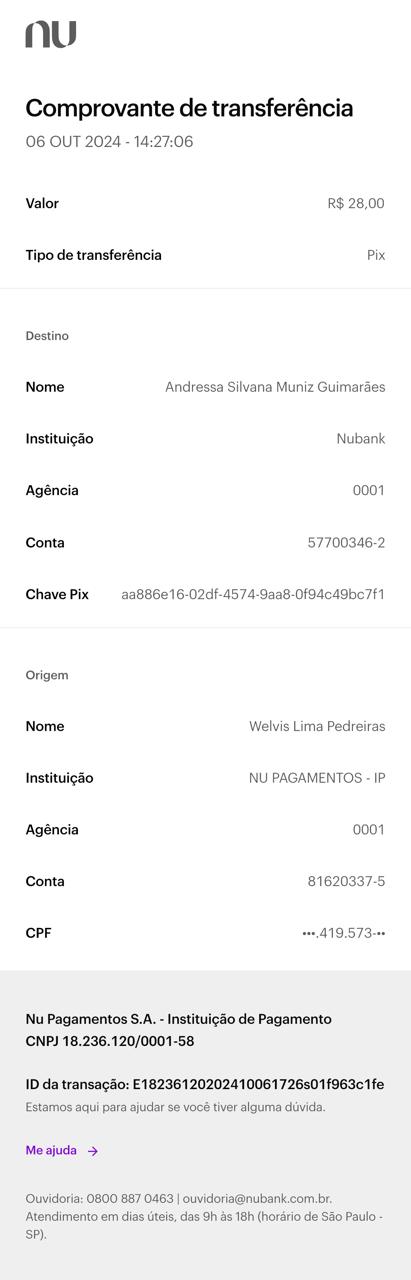 nu
Comprovante de transferência
06 OUT 2024 - 14:27:06
Valor R$ 28,00
Tipo de transferência Pix
Destino
Nome Andressa Silvana Muniz Guimarães
Instituição Nubank
Agência 0001
Conta 57700346-2
Chave Pix aa886e16-02df-4574-9aa8-0f94c49bc7f1
Origem
Nome Welvis Lima Pedreiras
Instituição NU PAGAMENTOS - IP
Agência 0001
Conta 81620337-5
CPF •••.419.573-••
Nu Pagamentos S.A. - Instituição de Pagamento
CNPJ 18.236.120/0001-58
ID da transação: E18236120202410061726s01f963c1fe
Estamos aqui para ajudar se você tiver alguma dúvida.
Me ajuda →
Ouvidoria: 0800 887 0463 | ouvidoria@nubank.com.br.
Atendimento em dias úteis, das 9h às 18h (horário de São Paulo -
SP).